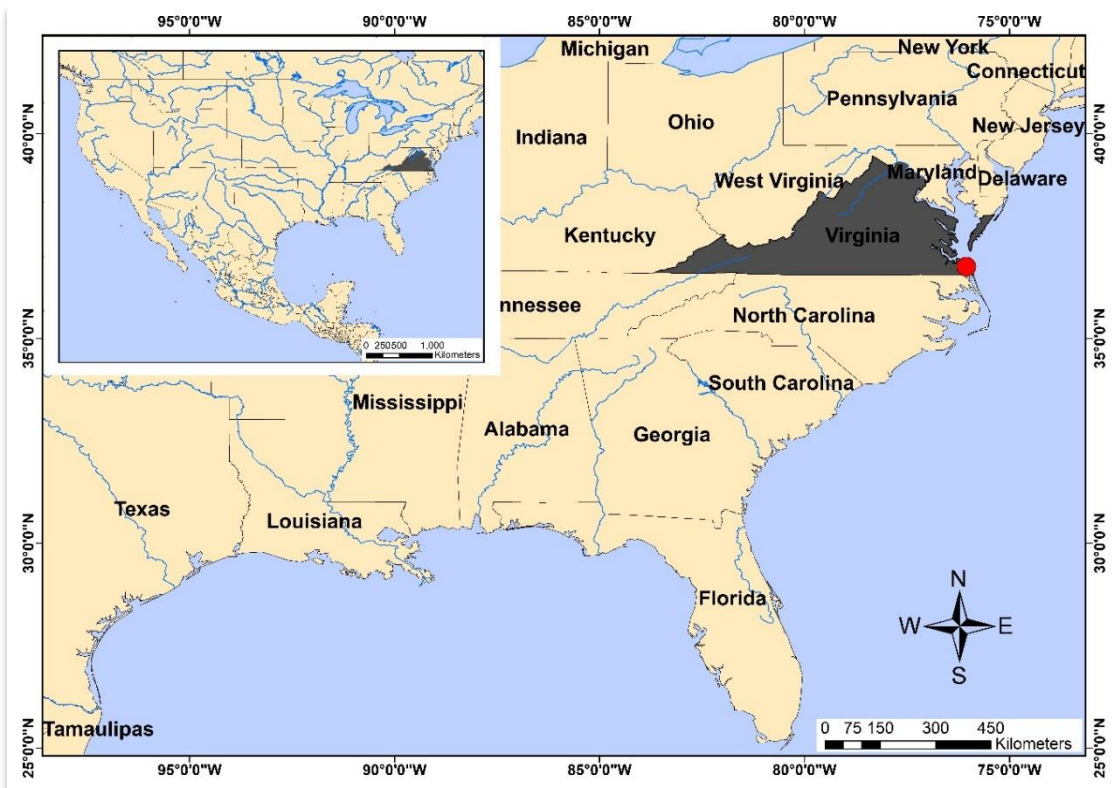 95°0'0"W 90°0'0"W 85°0'0"W 80°0'0"W 75°0'0"W
Michigan
New York
Connecticut
Pennsylvania
Ohio
New Jersey
Indiana
40°0'0"N
40°0'0"N
West Virginia
Maryland
Delaware
Kentucky
Virginia
nnessee
North Carolina
0 250500 1,000
Kilometers
35°0'0"N
35°0'0"N
South Carolina
Mississippi
Alabama
Georgia
Texas
Louisiana
30°0'0"N
30°0'0"N
Florida
N
W E
S
Tamaulipas
0 75 150 300 450
Kilometers
25°0'0"N
25°0'0"N
95°0'0"W 90°0'0"W 85°0'0"W 80°0'0"W 75°0'0"W